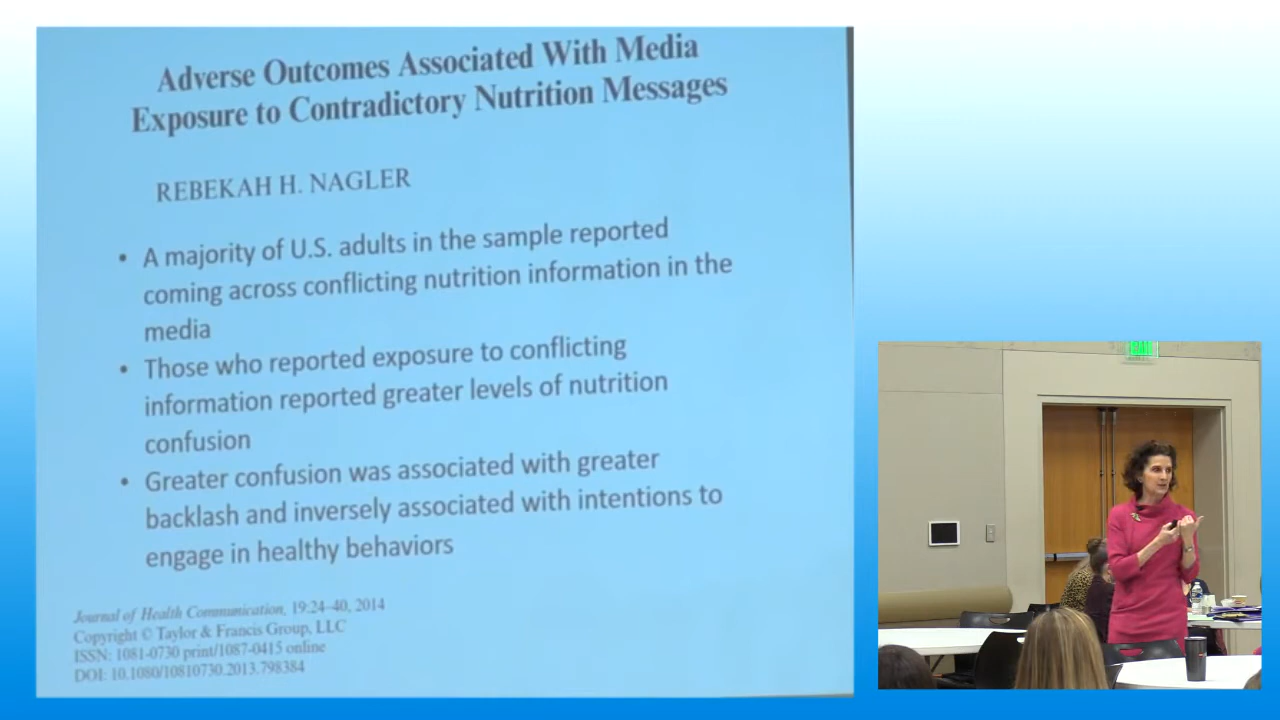 Adverse Outcomes Associated With Media
Exposure to Contradictory Nutrition Messages
REBEKAH H. NAGLER
• A majority of U.S. adults in the sample reported
coming across conflicting nutrition information in the
media
• Those who reported exposure to conflicting
information reported greater levels of nutrition
confusion
• Greater confusion was associated with greater
backlash and inversely associated with intentions to
engage in healthy behaviors
Journal of Health Communication, 19:24–40, 2014
Copyright © Taylor & Francis Group, LLC
ISSN: 1081-0730 print/1087-0415 online
DOI: 10.1080/10810730.2013.798384